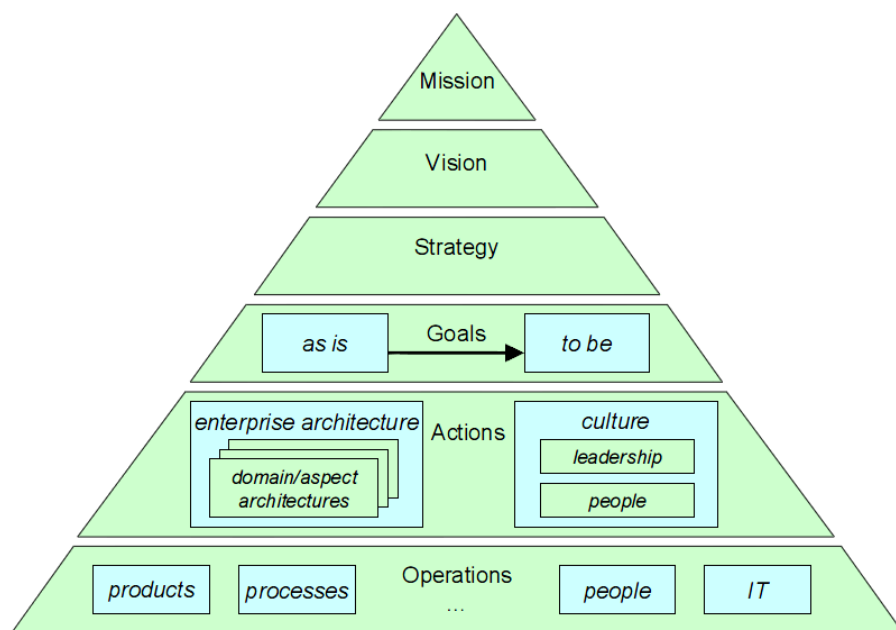 Mission
Vision
Strategy
as is
Goals
to be
enterprise architecture
domain/aspect
architectures
Actions
culture
leadership
people
products
processes
Operations
...
people
IT